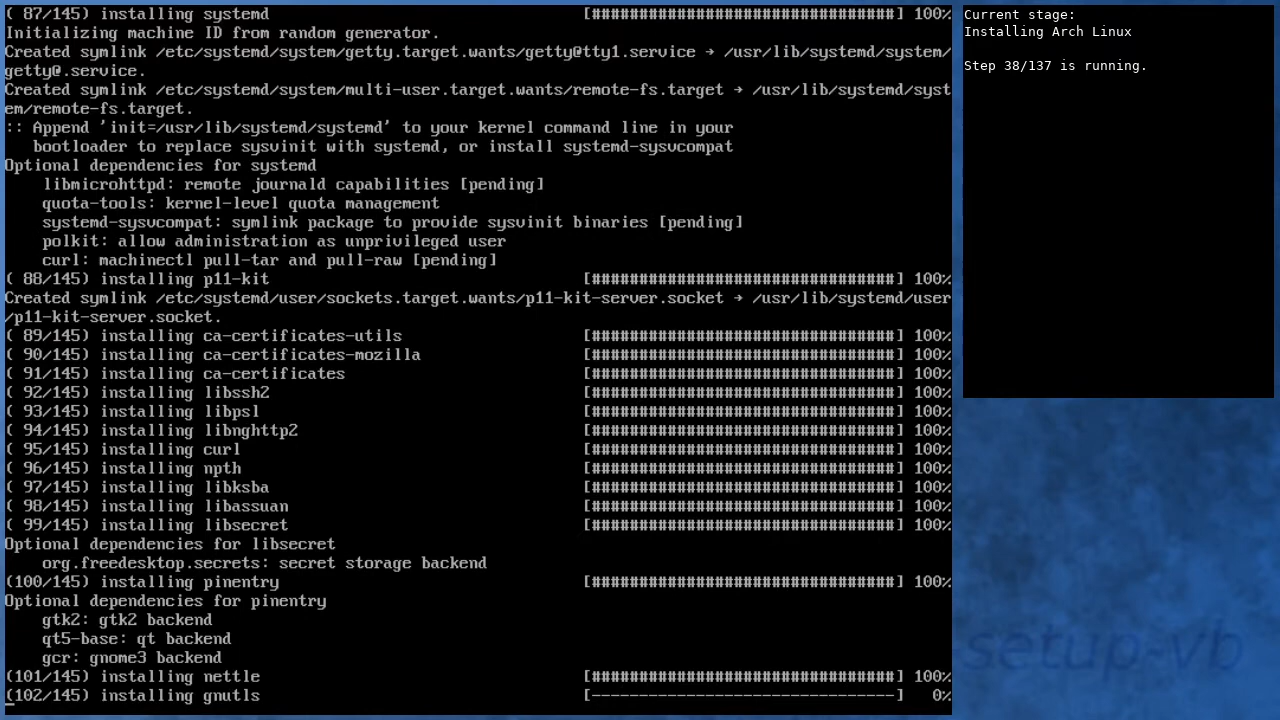 ( 87/145) installing systemd [################################] 100%
Initializing machine ID from random generator.
Created symlink /etc/systemd/system/getty.target.wants/getty@tty1.service → /usr/lib/systemd/system/
getty@.service.
Created symlink /etc/systemd/system/multi-user.target.wants/remote-fs.target → /usr/lib/systemd/syst
em/remote-fs.target.
:: Append 'init=/usr/lib/systemd/systemd' to your kernel command line in your
   bootloader to replace sysvinit with systemd, or install systemd-sysvcompat
Optional dependencies for systemd
    libmicrohttpd: remote journald capabilities [pending]
    quota-tools: kernel-level quota management
    systemd-sysvcompat: symlink package to provide sysvinit binaries [pending]
    polkit: allow administration as unprivileged user
    curl: machinectl pull-tar and pull-raw [pending]
( 88/145) installing p11-kit [################################] 100%
Created symlink /etc/systemd/user/sockets.target.wants/p11-kit-server.socket → /usr/lib/systemd/user
/p11-kit-server.socket.
( 89/145) installing ca-certificates-utils [################################] 100%
( 90/145) installing ca-certificates-mozilla [################################] 100%
( 91/145) installing ca-certificates [################################] 100%
( 92/145) installing libssh2 [################################] 100%
( 93/145) installing libpsl [################################] 100%
( 94/145) installing libnghttp2 [################################] 100%
( 95/145) installing curl [################################] 100%
( 96/145) installing npth [################################] 100%
( 97/145) installing libksba [################################] 100%
( 98/145) installing libassuan [################################] 100%
( 99/145) installing libsecret [################################] 100%
Optional dependencies for libsecret
    org.freedesktop.secrets: secret storage backend
(100/145) installing pinentry [################################] 100%
Optional dependencies for pinentry
    gtk2: gtk2 backend
    qt5-base: qt backend
    gcr: gnome3 backend
(101/145) installing nettle [################################] 100%
(102/145) installing gnutls [--------------------------------] 0%
Current stage:
Installing Arch Linux
Step 38/137 is running.
setup-vb